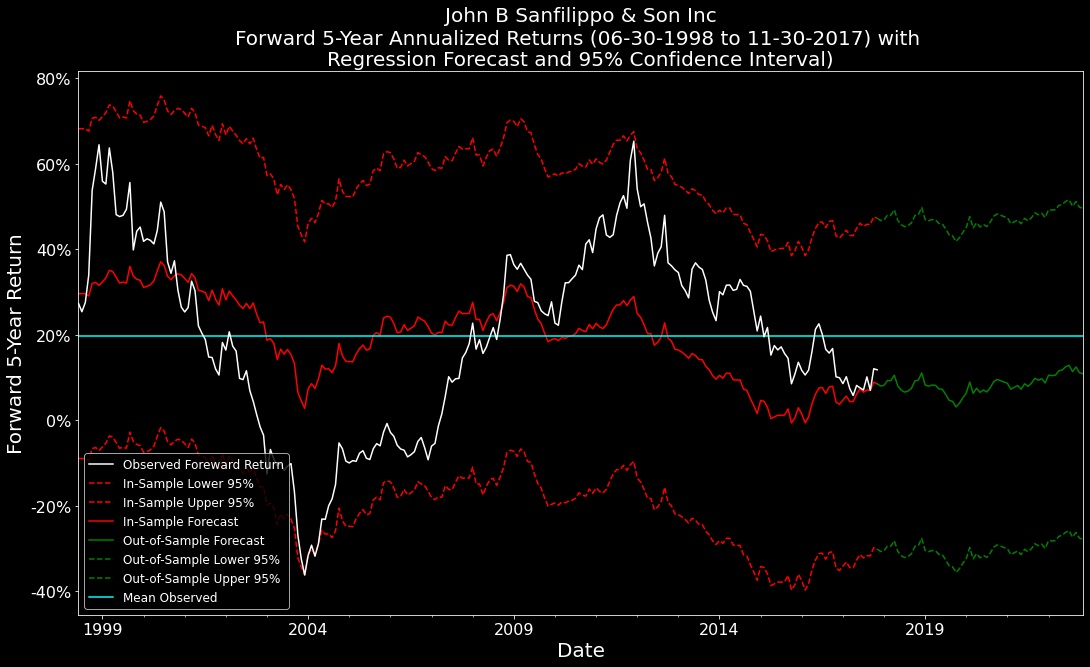 John B Sanfilippo & Son Inc
Forward 5-Year Annualized Returns (06-30-1998 to 11-30-2017) with
Regression Forecast and 95% Confidence Interval)
80%
60%
40%
20%
0%
-20%
-40%
Forward 5-Year Return
Observed Foreward Return
In-Sample Lower 95%
In-Sample Upper 95%
In-Sample Forecast
Out-of-Sample Forecast
Out-of-Sample Lower 95%
Out-of-Sample Upper 95%
Mean Observed
1999 2004 2009 2014 2019
Date